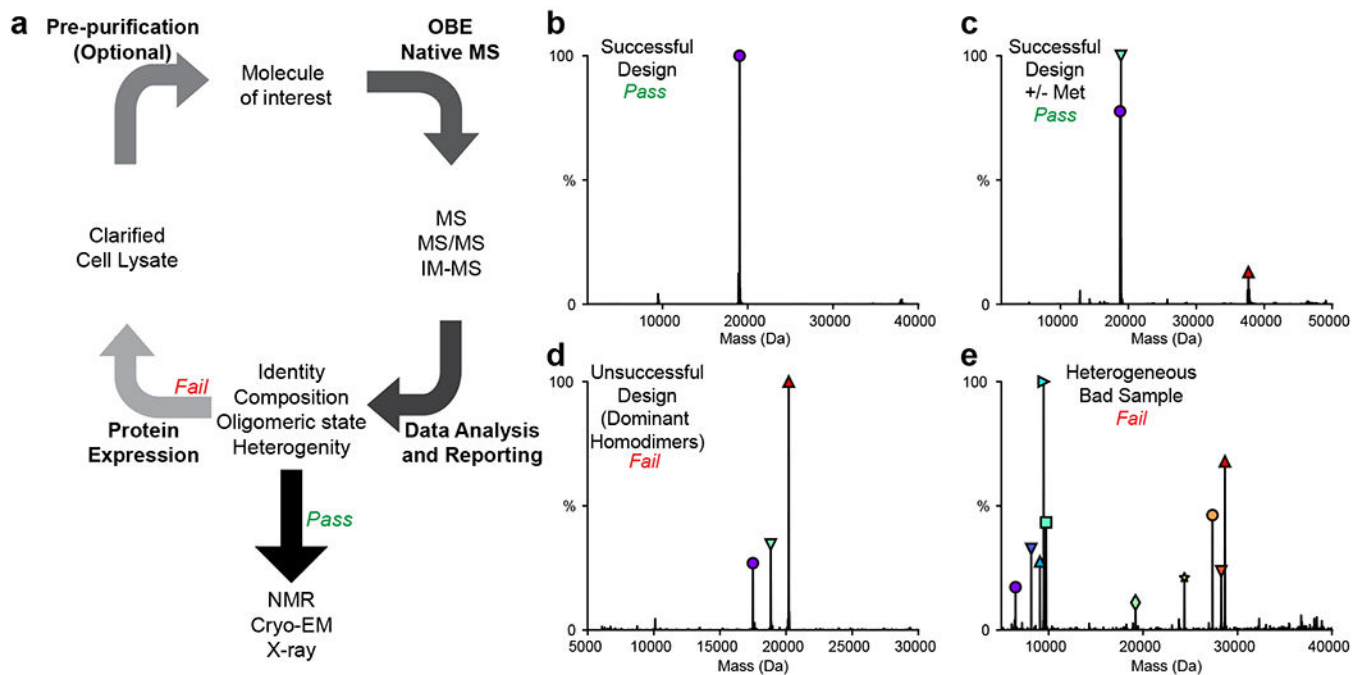 a
Pre-purification
(Optional)
OBE
Native MS
Molecule
of interest
MS
MS/MS
IM-MS
Clarified
Cell Lysate
Fail
Identity
Composition
Oligomeric state
Heterogenity
Protein
Expression
Data Analysis
and Reporting
Pass
NMR
Cryo-EM
X-ray
b
Successful
Design
Pass
100
%
0
10000 20000 30000 40000
Mass (Da)
c
Successful
Design
+/- Met
Pass
100
%
0
10000 20000 30000 40000 50000
Mass (Da)
d
Unsuccessful
Design
(Dominant
Homodimers)
Fail
100
%
0
5000 10000 15000 20000 25000 30000
Mass (Da)
e
Heterogeneous
Bad Sample
Fail
100
%
0
10000 20000 30000 40000
Mass (Da)